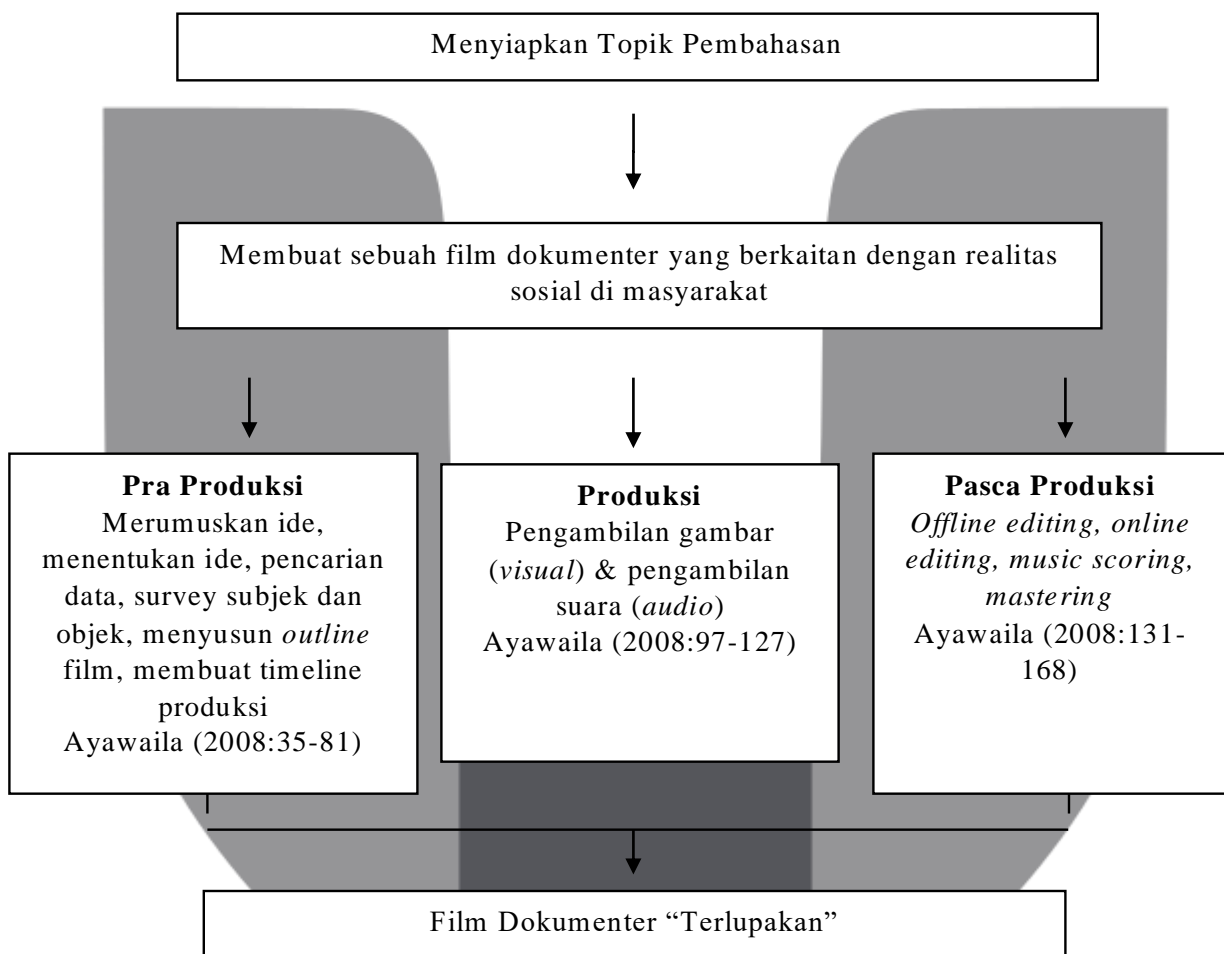 Menyiapkan Topik Pembahasan
Membuat sebuah film dokumenter yang berkaitan dengan realitas
sosial di masyarakat
Pra Produksi
Merumuskan ide,
menentukan ide, pencarian
data, survey subjek dan
objek, menyusun outline
film, membuat timeline
produksi
Ayawaila (2008:35-81)
Produksi
Pengambilan gambar
(visual) & pengambilan
suara (audio)
Ayawaila (2008:97-127)
Pasca Produksi
Offline editing, online
editing, music scoring,
mastering
Ayawaila (2008:131-
168)
Film Dokumenter “Terlupakan”